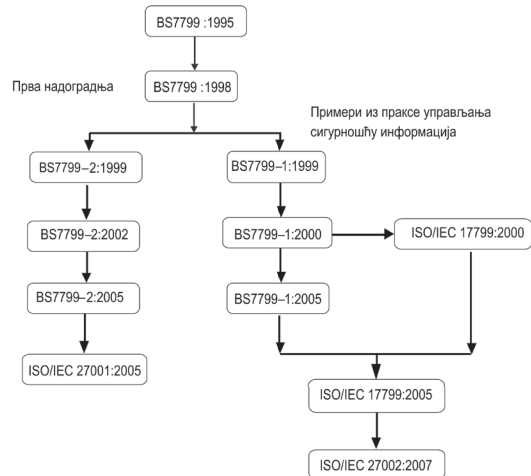 BS7799 :1995
Прва надоградња
BS7799 :1998
Примери из праксе управљања
сигурношћу информација
BS7799–2:1999
BS7799–1:1999
BS7799–2:2002
BS7799–1:2000
ISO/IEC 17799:2000
BS7799–2:2005
BS7799–1:2005
ISO/IEC 27001:2005
ISO/IEC 17799:2005
ISO/IEC 27002:2007